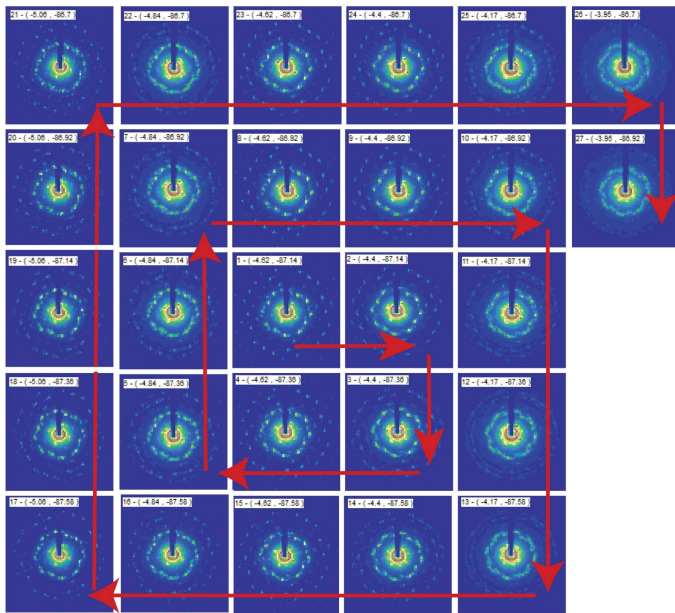 21 - ( -5.06 , -86.7 )
22 - ( -4.84 , -86.7 )
23 - ( -4.62 , -86.7 )
24 - ( -4.4 , -86.7 )
25 - ( -4.17 , -86.7 )
26 - ( -3.95 , -86.7 )
20 - ( -5.06 , -86.92 )
7 - ( -4.84 , -86.92 )
8 - ( -4.62 , -86.92 )
9 - ( -4.4 , -86.92 )
10 - ( -4.17 , -86.92 )
27 - ( -3.95 , -86.92 )
19 - ( -5.06 , -87.14 )
6 - ( -4.84 , -87.14 )
1 - ( -4.62 , -87.14 )
2 - ( -4.4 , -87.14 )
11 - ( -4.17 , -87.14 )
18 - ( -5.06 , -87.36 )
5 - ( -4.84 , -87.36 )
4 - ( -4.62 , -87.36 )
3 - ( -4.4 , -87.36 )
12 - ( -4.17 , -87.36 )
17 - ( -5.06 , -87.58 )
16 - ( -4.84 , -87.58 )
15 - ( -4.62 , -87.58 )
14 - ( -4.4 , -87.58 )
13 - ( -4.17 , -87.58 )